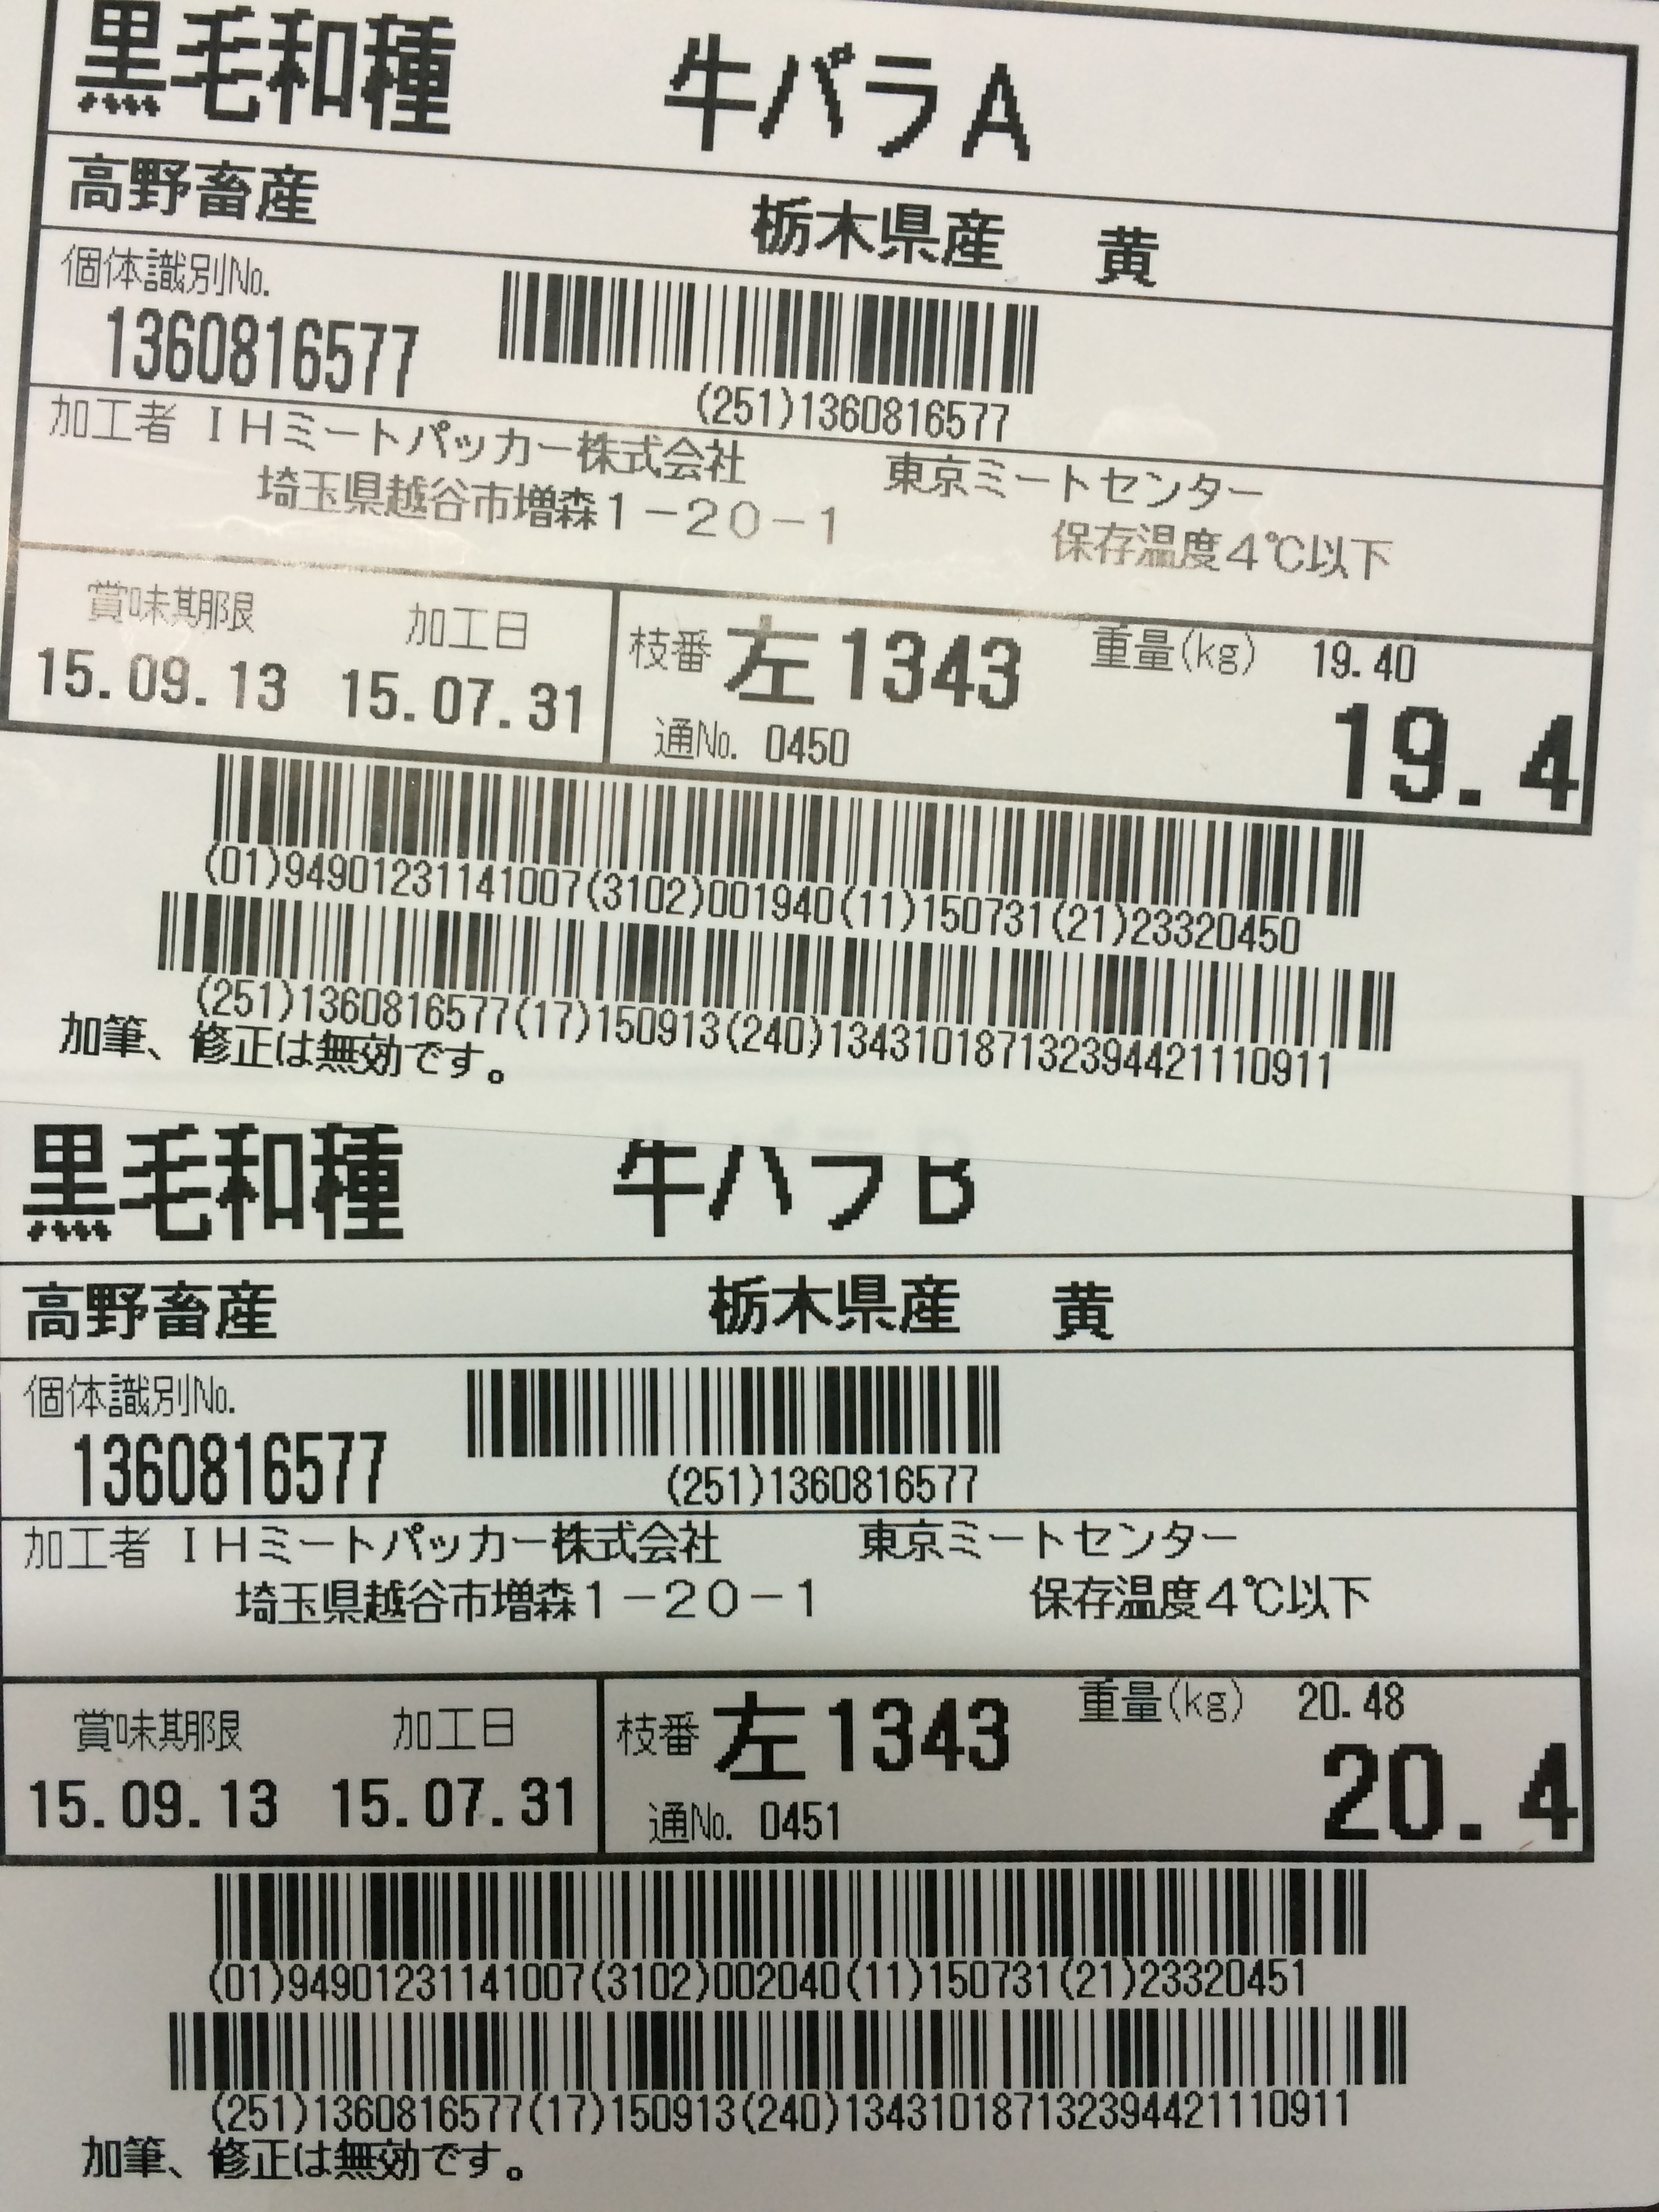 黒毛和種 牛バラA
高野畜産 栃木県産 黄
個体識別No.
1360816577
(251)1360816577
加工者 IHミートパッカー株式会社 東京ミートセンター
埼玉県越谷市増森1-20-1 保存温度4℃以下
賞味期限 加工日 枝番 左1343 重量(kg) 19.40
15.09.13 15.07.31 通No. 0450 19.4
(01)94901231141007(3102)001940(11)150731(21)23320450
(251)1360816577(17)150913(240)134310187132394421110911
加筆、修正は無効です。
黒毛和種 牛バラB
高野畜産 栃木県産 黄
個体識別No.
1360816577
(251)1360816577
加工者 IHミートパッカー株式会社 東京ミートセンター
埼玉県越谷市増森1-20-1 保存温度4℃以下
賞味期限 加工日 枝番 左1343 重量(kg) 20.48
15.09.13 15.07.31 通No. 0451 20.4
(01)94901231141007(3102)002040(11)150731(21)23320451
(251)1360816577(17)150913(240)134310187132394421110911
加筆、修正は無効です。